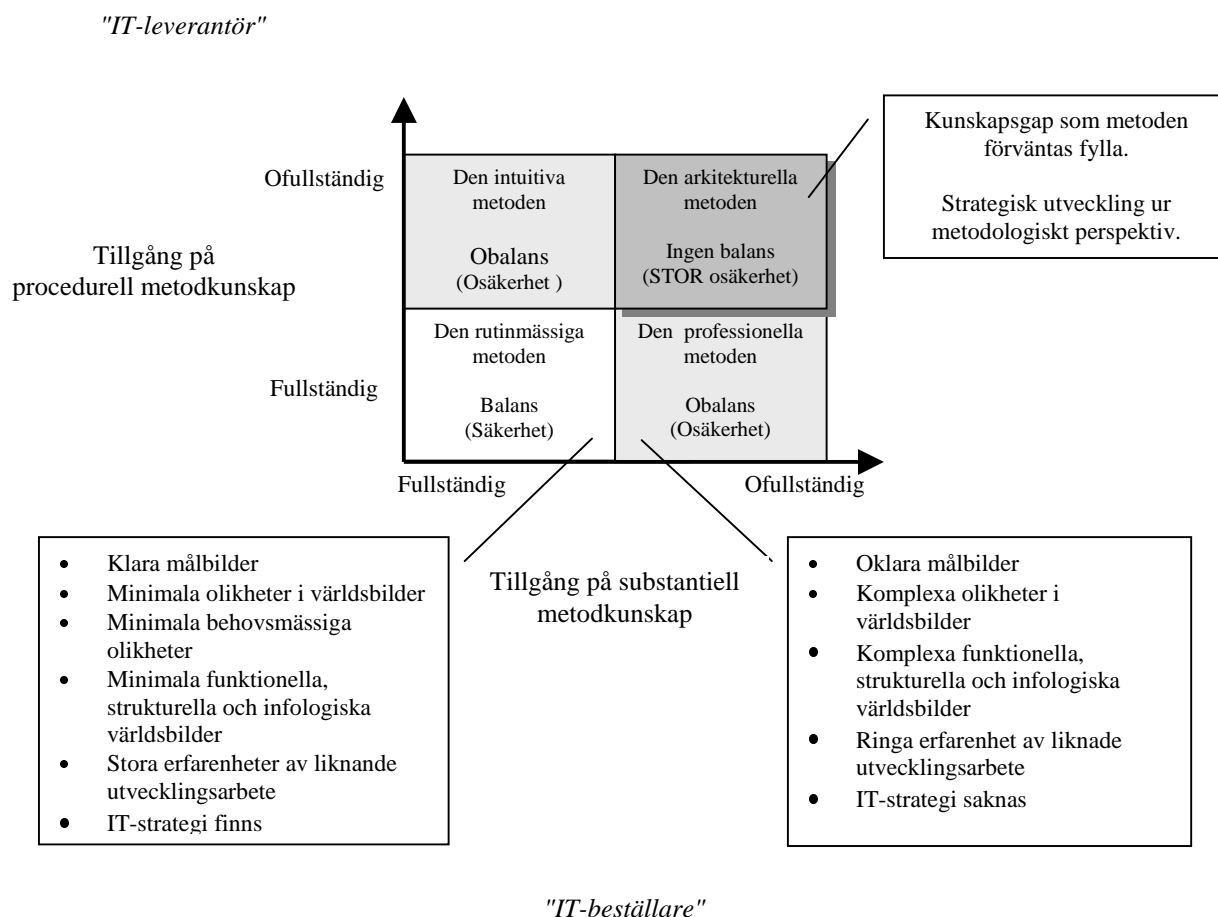 "IT-leverantör"
Kunskapsgap som metoden
förväntas fylla.
Strategisk utveckling ur
metodologiskt perspektiv.
Ofullständig
Den intuitiva
metoden
Obalans
(Osäkerhet )
Den arkitekturella
metoden
Ingen balans
(STOR osäkerhet)
Tillgång på
procedurell metodkunskap
Fullständig
Den rutinmässiga
metoden
Balans
(Säkerhet)
Den professionella
metoden
Obalans
(Osäkerhet)
Fullständig
Ofullständig
• Klara målbilder
• Minimala olikheter i världsbilder
• Minimala behovsmässiga
olikheter
• Minimala funktionella,
strukturella och infologiska
världsbilder
• Stora erfarenheter av liknande
utvecklingsarbete
• IT-strategi finns
Tillgång på substantiell
metodkunskap
• Oklara målbilder
• Komplexa olikheter i
världsbilder
• Komplexa funktionella,
strukturella och infologiska
världsbilder
• Ringa erfarenhet av liknade
utvecklingsarbete
• IT-strategi saknas
"IT-beställare"